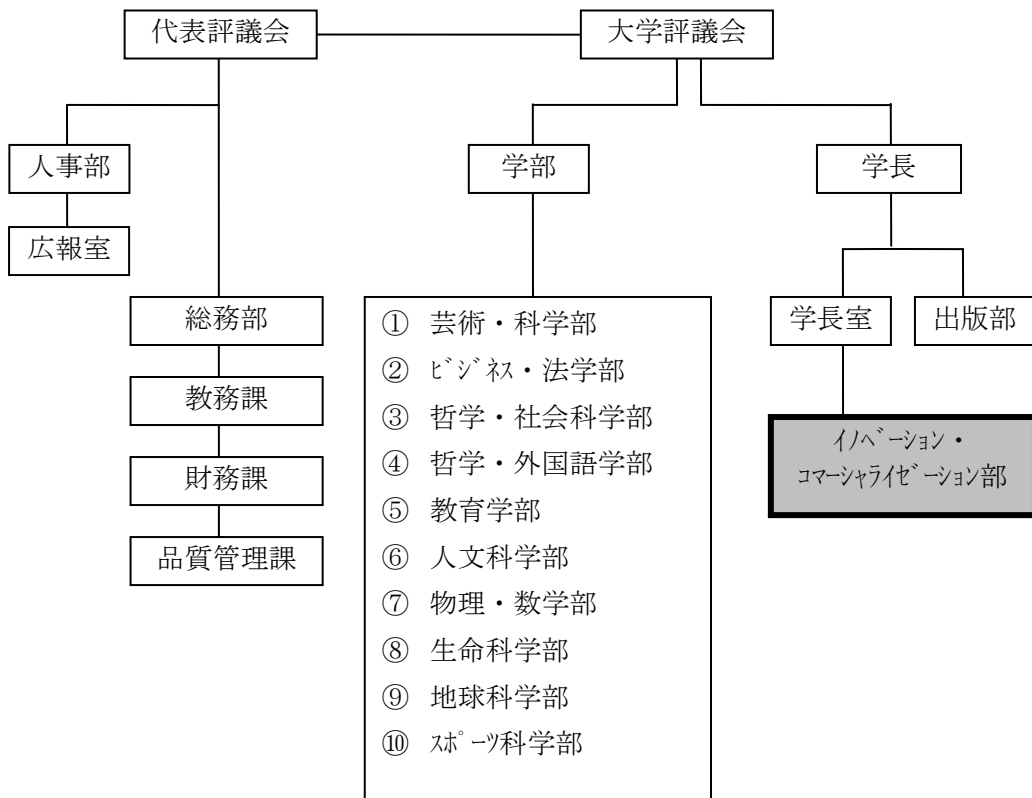 代表評議会
大学評議会
人事部
学部
学長
広報室
総務部
教務課
財務課
品質管理課
① 芸術・科学部
② ﾋﾞｼﾞﾈｽ・法学部
③ 哲学・社会科学部
④ 哲学・外国語学部
⑤ 教育学部
⑥ 人文科学部
⑦ 物理・数学部
⑧ 生命科学部
⑨ 地球科学部
⑩ ｽﾎﾟｰﾂ科学部
学長室
出版部
ｲﾉﾍﾞｰｼｮﾝ・
ｺﾏｰｼｬﾗｲｾﾞｰｼｮﾝ部